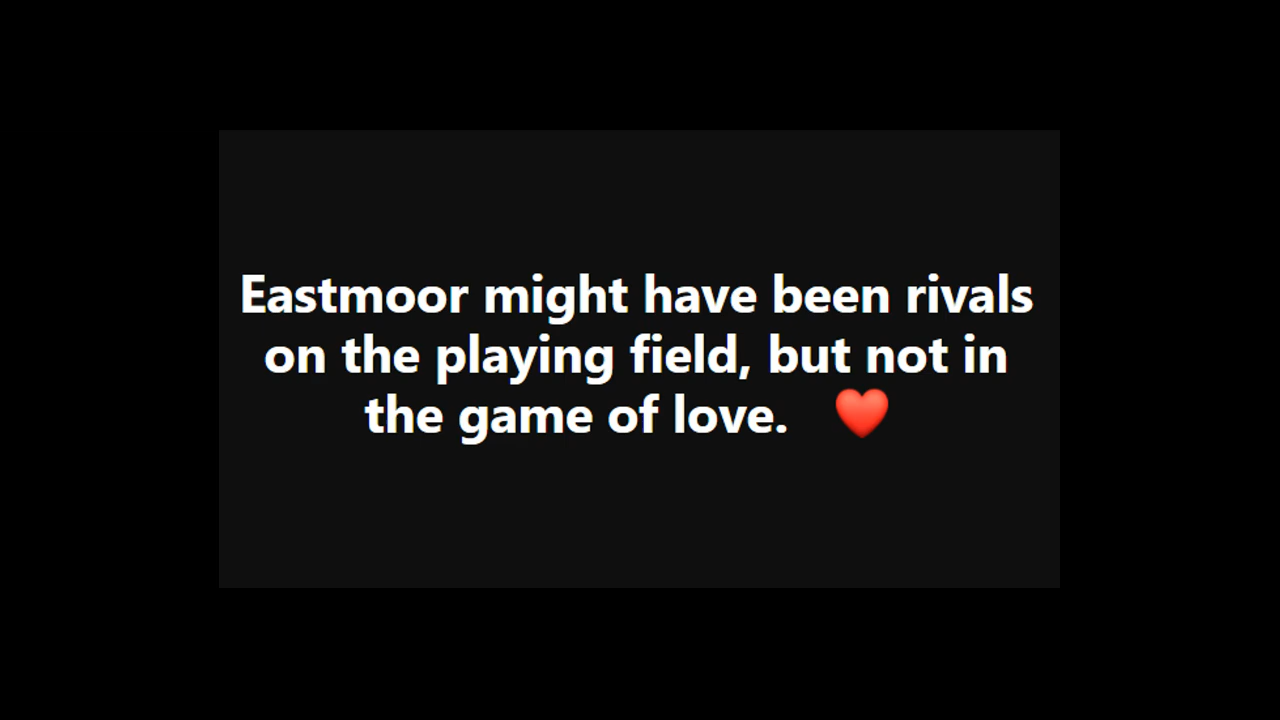 Eastmoor might have been rivals
on the playing field, but not in
the game of love. ❤️